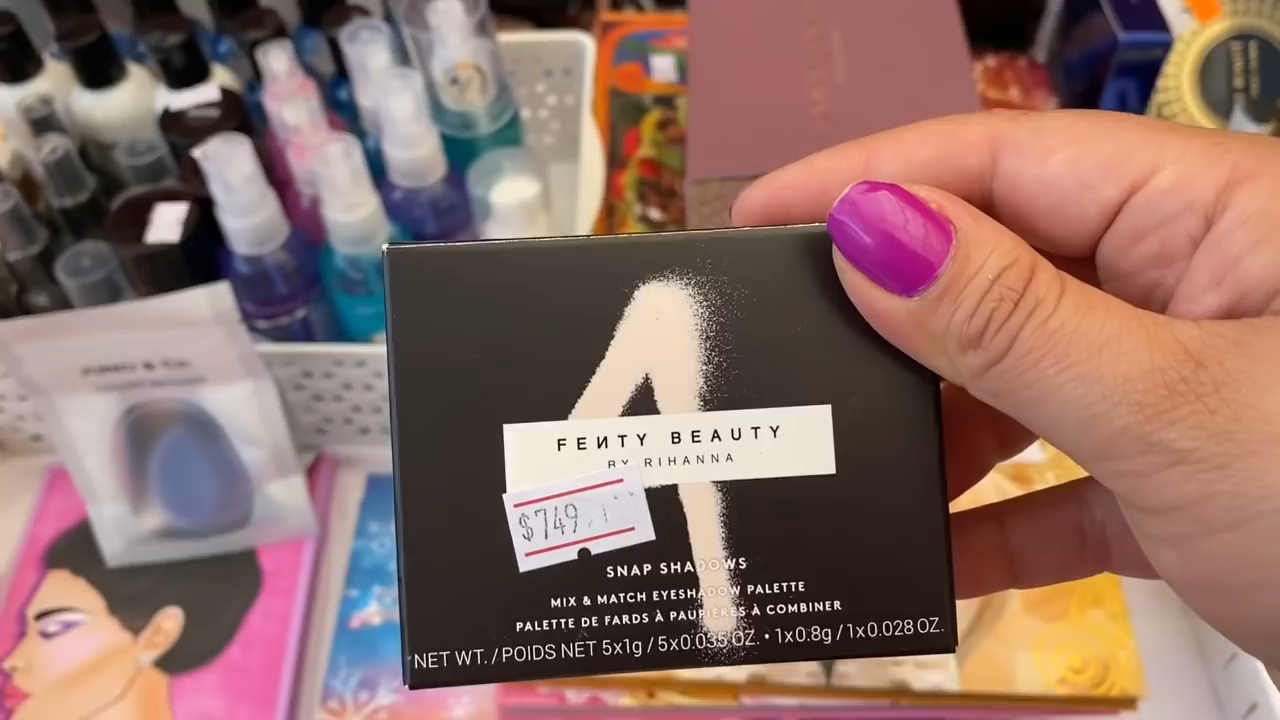 4
FENTY BEAUTY
BY RIHANNA
$749
SNAP SHADOWS
MIX & MATCH EYESHADOW PALETTE
PALETTE DE FARDS À PAUPIÈRES À COMBINER
NET WT. / POIDS NET 5x1g / 5x0.035 OZ. • 1x0.8g / 1x0.028 OZ.